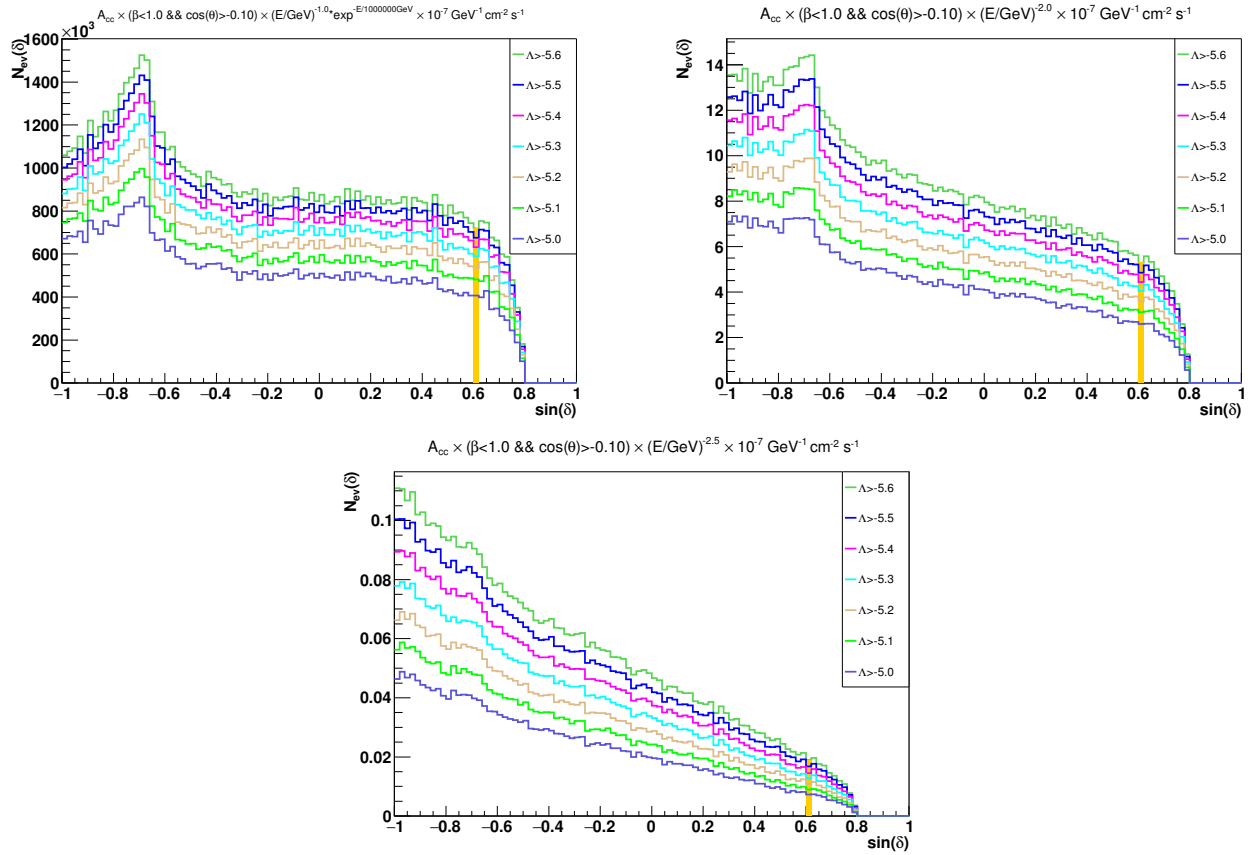 A_cc × (β<1.0 && cos(θ)>-0.10) × (E/GeV)^-1.0*exp^-E/1000000GeV × 10^-7 GeV^-1 cm^-2 s^-1
×10^3
N_ev(δ)
1600
1400
1200
1000
800
600
400
200
0
−1 −0.8 −0.6 −0.4 −0.2 0 0.2 0.4 0.6 0.8 1
sin(δ)
Λ>-5.6
Λ>-5.5
Λ>-5.4
Λ>-5.3
Λ>-5.2
Λ>-5.1
Λ>-5.0
A_cc × (β<1.0 && cos(θ)>-0.10) × (E/GeV)^-2.0 × 10^-7 GeV^-1 cm^-2 s^-1
N_ev(δ)
14
12
10
8
6
4
2
0
−1 −0.8 −0.6 −0.4 −0.2 0 0.2 0.4 0.6 0.8 1
sin(δ)
Λ>-5.6
Λ>-5.5
Λ>-5.4
Λ>-5.3
Λ>-5.2
Λ>-5.1
Λ>-5.0
A_cc × (β<1.0 && cos(θ)>-0.10) × (E/GeV)^-2.5 × 10^-7 GeV^-1 cm^-2 s^-1
N_ev(δ)
0.1
0.08
0.06
0.04
0.02
0
−1 −0.8 −0.6 −0.4 −0.2 0 0.2 0.4 0.6 0.8 1
sin(δ)
Λ>-5.6
Λ>-5.5
Λ>-5.4
Λ>-5.3
Λ>-5.2
Λ>-5.1
Λ>-5.0